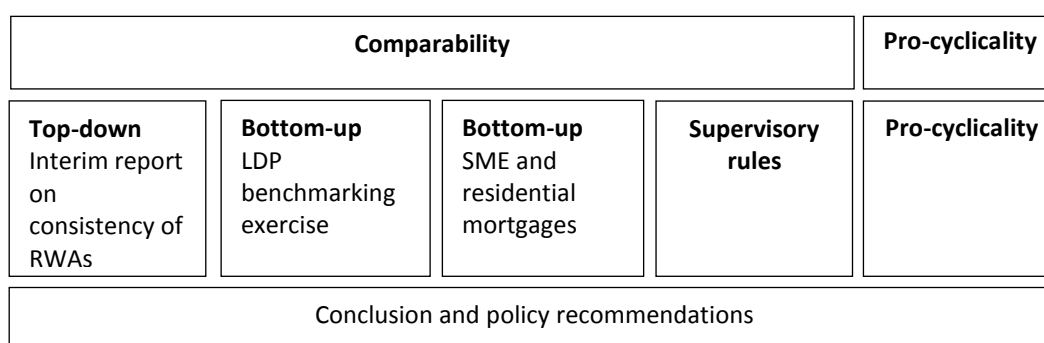 Comparability
Pro-cyclicality
Top-down
Interim report
on
consistency of
RWAs
Bottom-up
LDP
benchmarking
exercise
Bottom-up
SME and
residential
mortgages
Supervisory
rules
Pro-cyclicality
Conclusion and policy recommendations